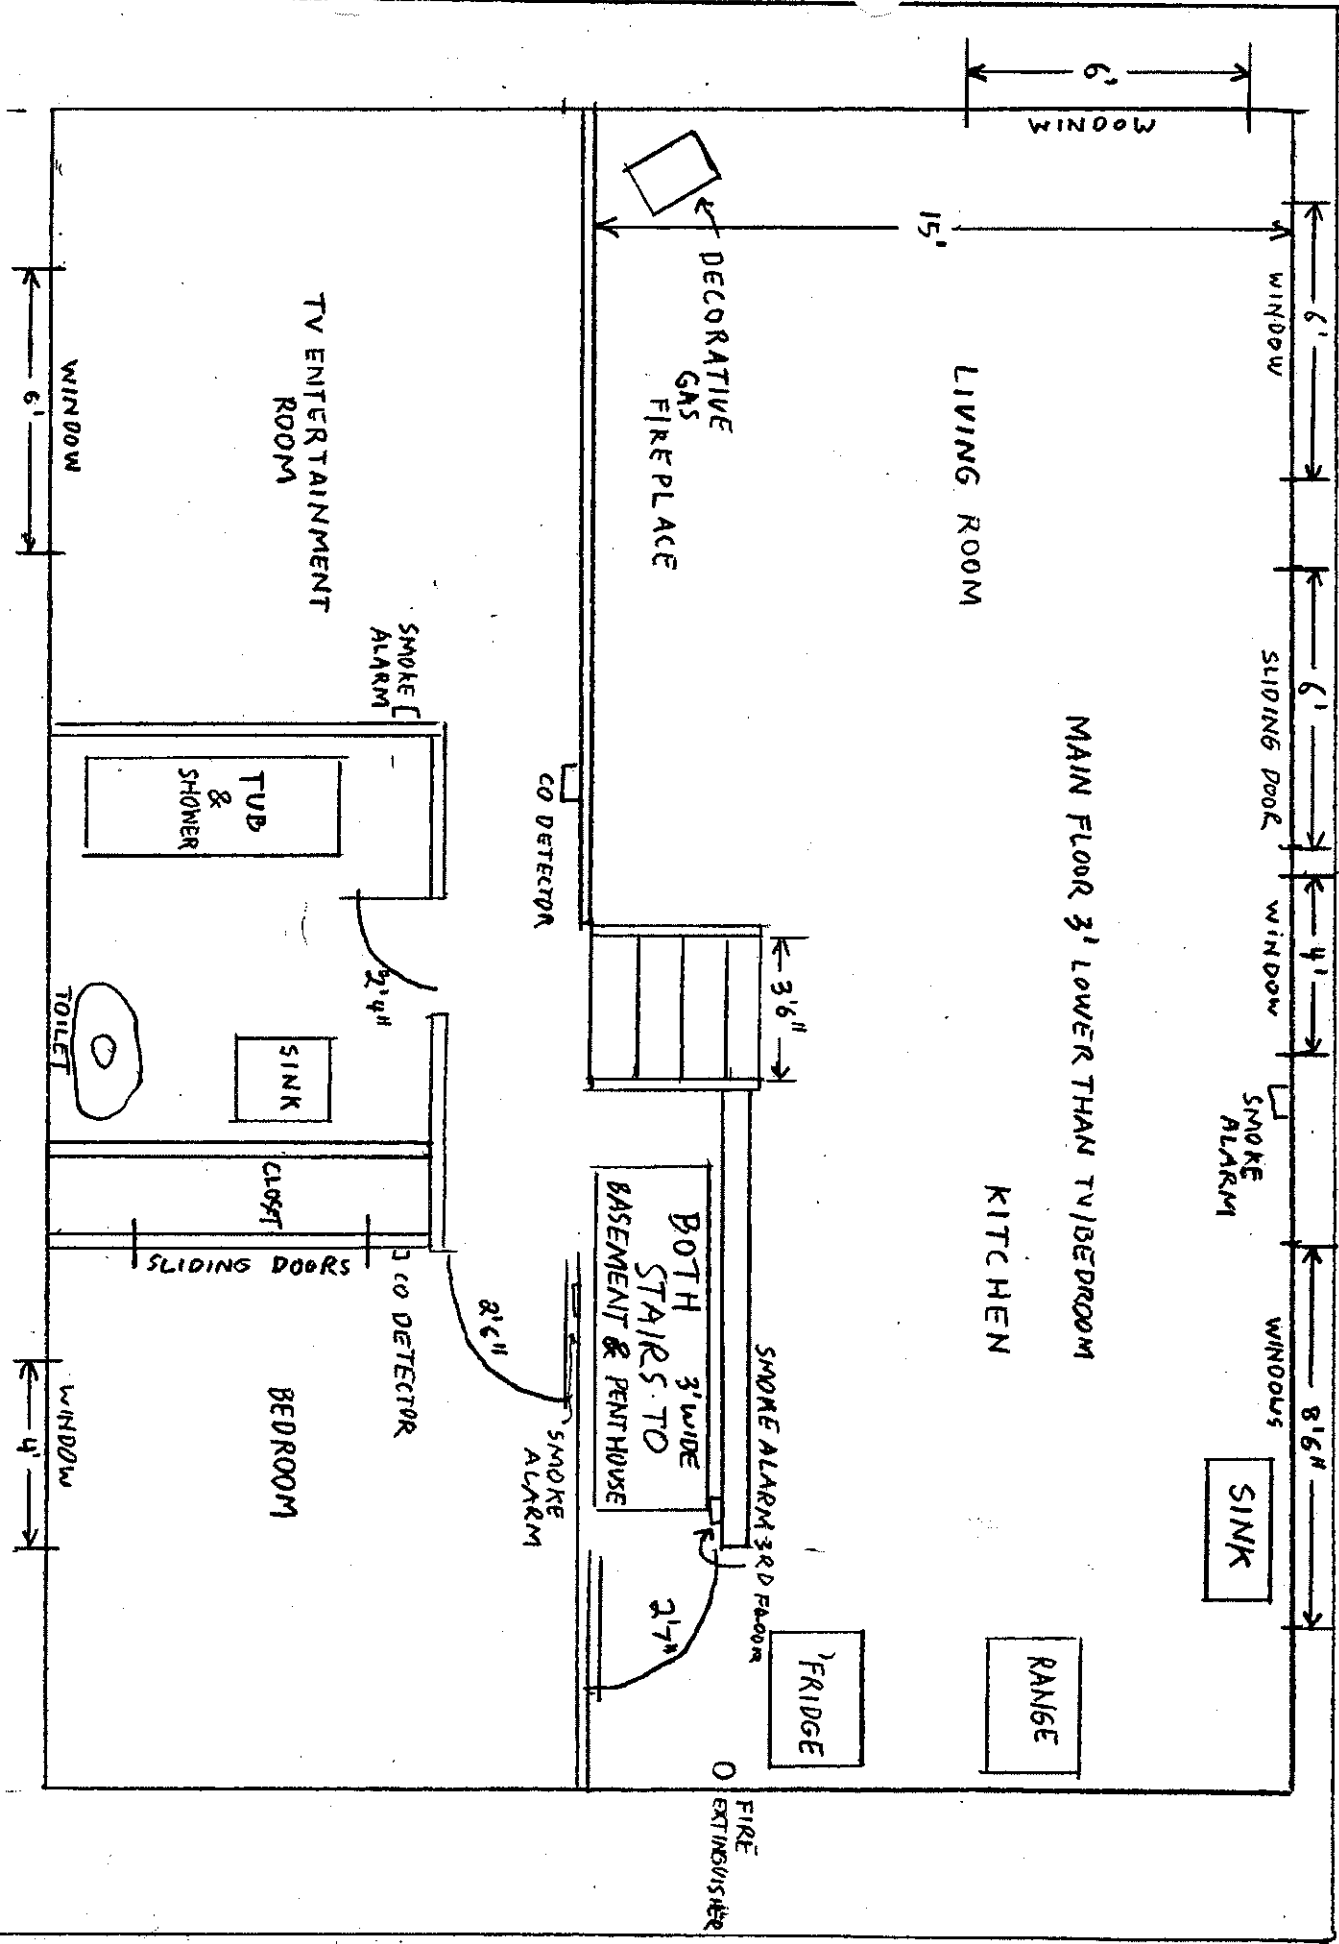 6'
WINDOW
6'
WINDOW
6'
SLIDING DOOR
4'
WINDOW
SMOKE
ALARM
8'6"
WINDOWS
SINK
15'
LIVING ROOM
MAIN FLOOR 3' LOWER THAN TV/BEDROOM
KITCHEN
RANGE
'FRIDGE
DECORATIVE
GAS
FIREPLACE
3'6"
SMOKE ALARM 3RD FLOOR
BOTH 3' WIDE
STAIRS TO
BASEMENT & PENTHOUSE
2'7"
FIRE
EXTINGUISHER
CO DETECTOR
TV ENTERTAINMENT
ROOM
SMOKE
ALARM
2'4"
2'6"
SMOKE
ALARM
CO DETECTOR
TUB
&
SHOWER
SINK
TOILET
CLOSET
SLIDING DOORS
BEDROOM
WINDOW
6'
WINDOW
4'